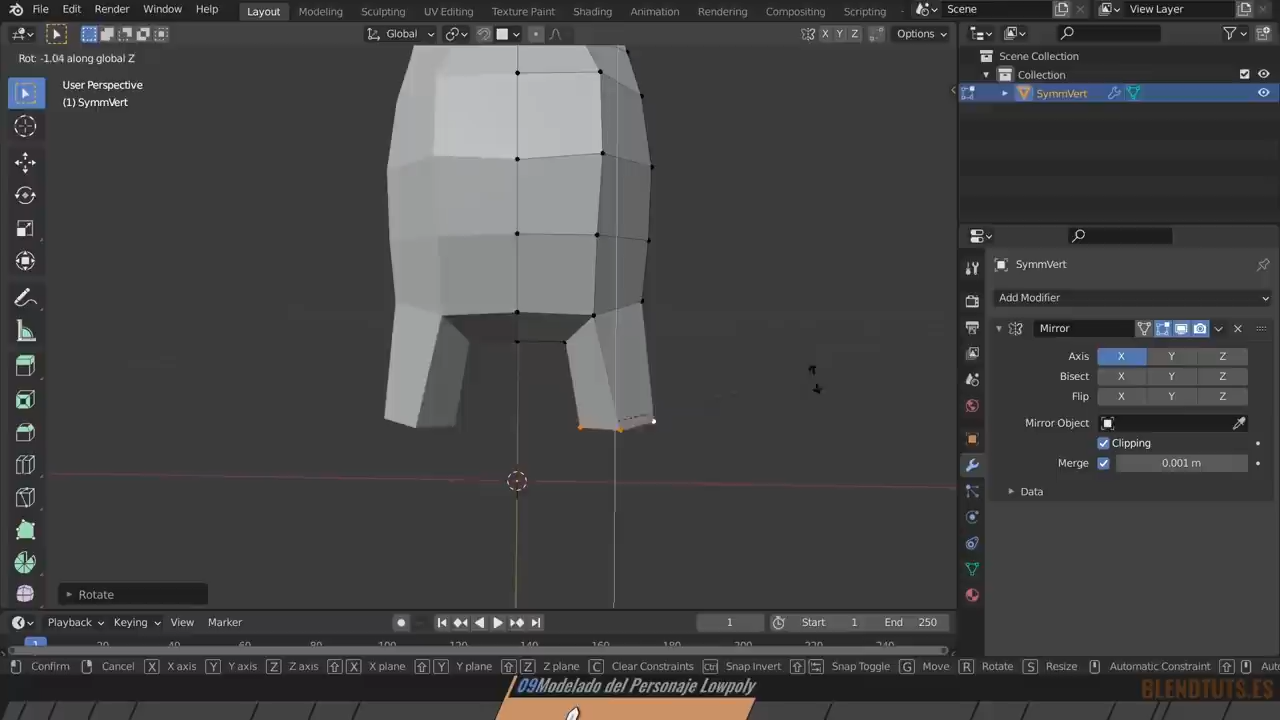 File Edit Render Window Help Layout Modeling Sculpting UV Editing Texture Paint Shading Animation Rendering Compositing Scripting Scene View Layer
Global X Y Z Options
Rot: -1.04 along global Z
User Perspective
(1) SymmVert
Scene Collection
Collection
SymmVert
SymmVert
Add Modifier
Mirror
Axis X Y Z
Bisect X Y Z
Flip X Y Z
Mirror Object
Clipping
Merge 0.001 m
Data
Rotate
Playback Keying View Marker 1 Start 1 End 250
1
Confirm Cancel X X axis Y Y axis Z Z axis X X plane Y Y plane Z Z plane C Clear Constraints Ctrl Snap Invert Snap Toggle G Move R Rotate S Resize Automatic Constraint
09Modelado del Personaje Lowpoly
BLENDTUTS.ES